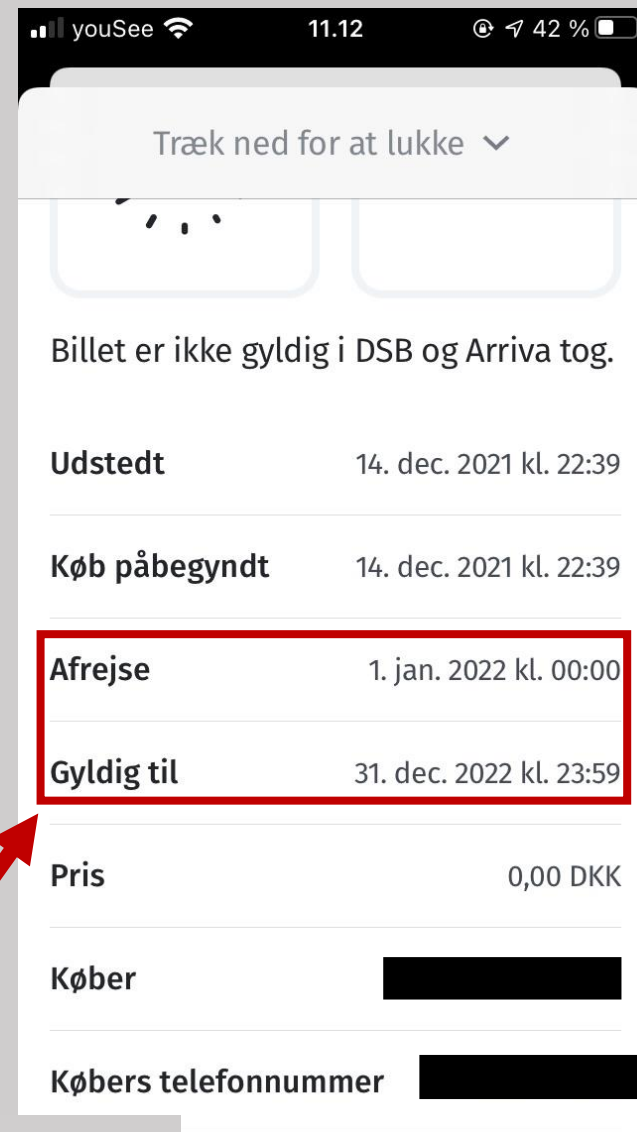 youSee 11.12 42 %
Træk ned for at lukke
Billet er ikke gyldig i DSB og Arriva tog.
Udstedt 14. dec. 2021 kl. 22:39
Køb påbegyndt 14. dec. 2021 kl. 22:39
Afrejse 1. jan. 2022 kl. 00:00
Gyldig til 31. dec. 2022 kl. 23:59
Pris 0,00 DKK
Køber
Købers telefonnummer